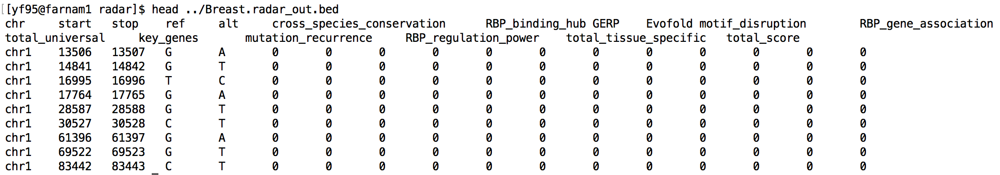 [[yf95@farnam1 radar]$ head ../Breast.radar_out.bed
chr start stop ref alt cross_species_conservation RBP_binding_hub GERP Evofold motif_disruption RBP_gene_association
total_universal key_genes mutation_recurrence RBP_regulation_power total_tissue_specific total_score
chr1 13506 13507 G A 0 0 0 0 0 0 0 0 0 0 0 0
chr1 14841 14842 G T 0 0 0 0 0 0 0 0 0 0 0 0
chr1 16995 16996 T C 0 0 0 0 0 0 0 0 0 0 0 0
chr1 17764 17765 G A 0 0 0 0 0 0 0 0 0 0 0 0
chr1 28587 28588 G T 0 0 0 0 0 0 0 0 0 0 0 0
chr1 30527 30528 C T 0 0 0 0 0 0 0 0 0 0 0 0
chr1 61396 61397 G A 0 0 0 0 0 0 0 0 0 0 0 0
chr1 69522 69523 G T 0 0 0 0 0 0 0 0 0 0 0 0
chr1 83442 83443 C T 0 0 0 0 0 0 0 0 0 0 0 0